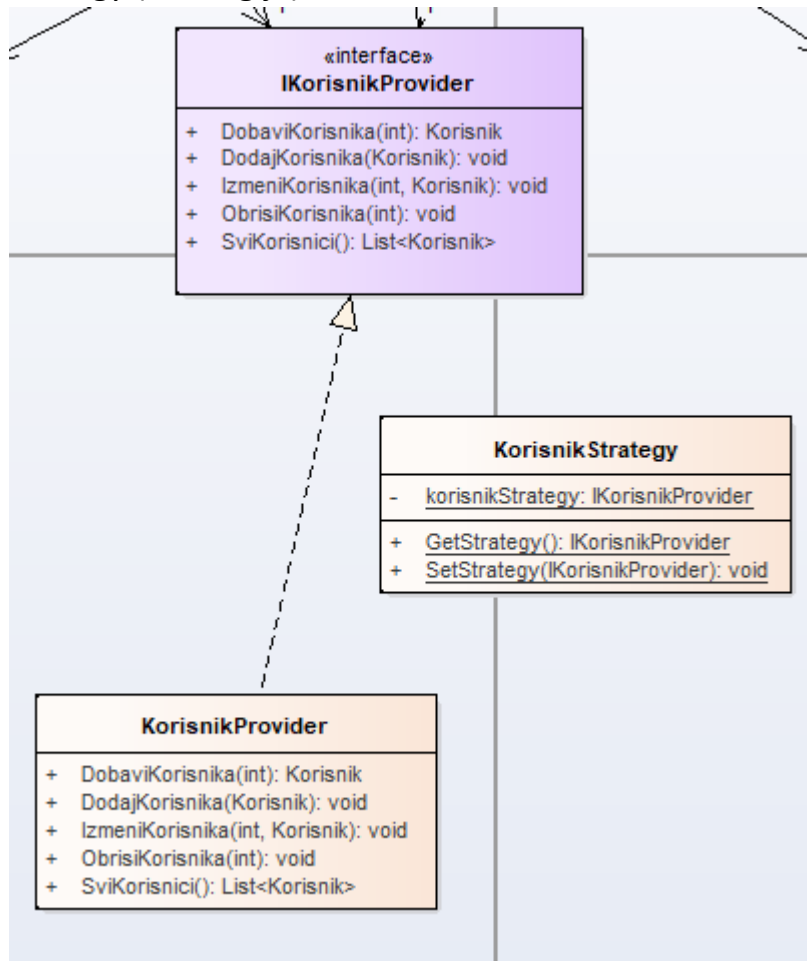 «interface»
IKorisnikProvider
+ DobaviKorisnika(int): Korisnik
+ DodajKorisnika(Korisnik): void
+ IzmeniKorisnika(int, Korisnik): void
+ ObrisiKorisnika(int): void
+ SviKorisnici(): List<Korisnik>
KorisnikStrategy
- korisnikStrategy: IKorisnikProvider
+ GetStrategy(): IKorisnikProvider
+ SetStrategy(IKorisnikProvider): void
KorisnikProvider
+ DobaviKorisnika(int): Korisnik
+ DodajKorisnika(Korisnik): void
+ IzmeniKorisnika(int, Korisnik): void
+ ObrisiKorisnika(int): void
+ SviKorisnici(): List<Korisnik>